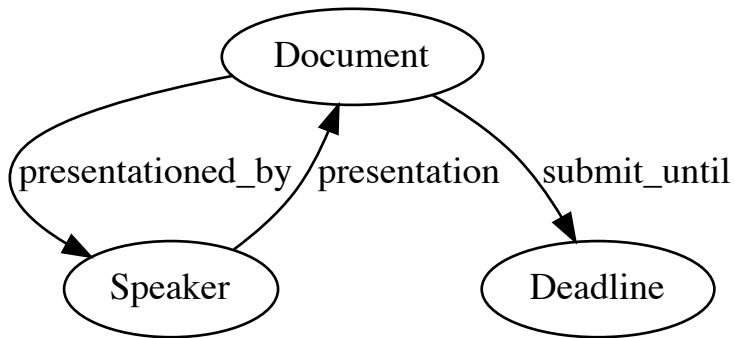 Document
presentationed_by
presentation
submit_until
Speaker
Deadline